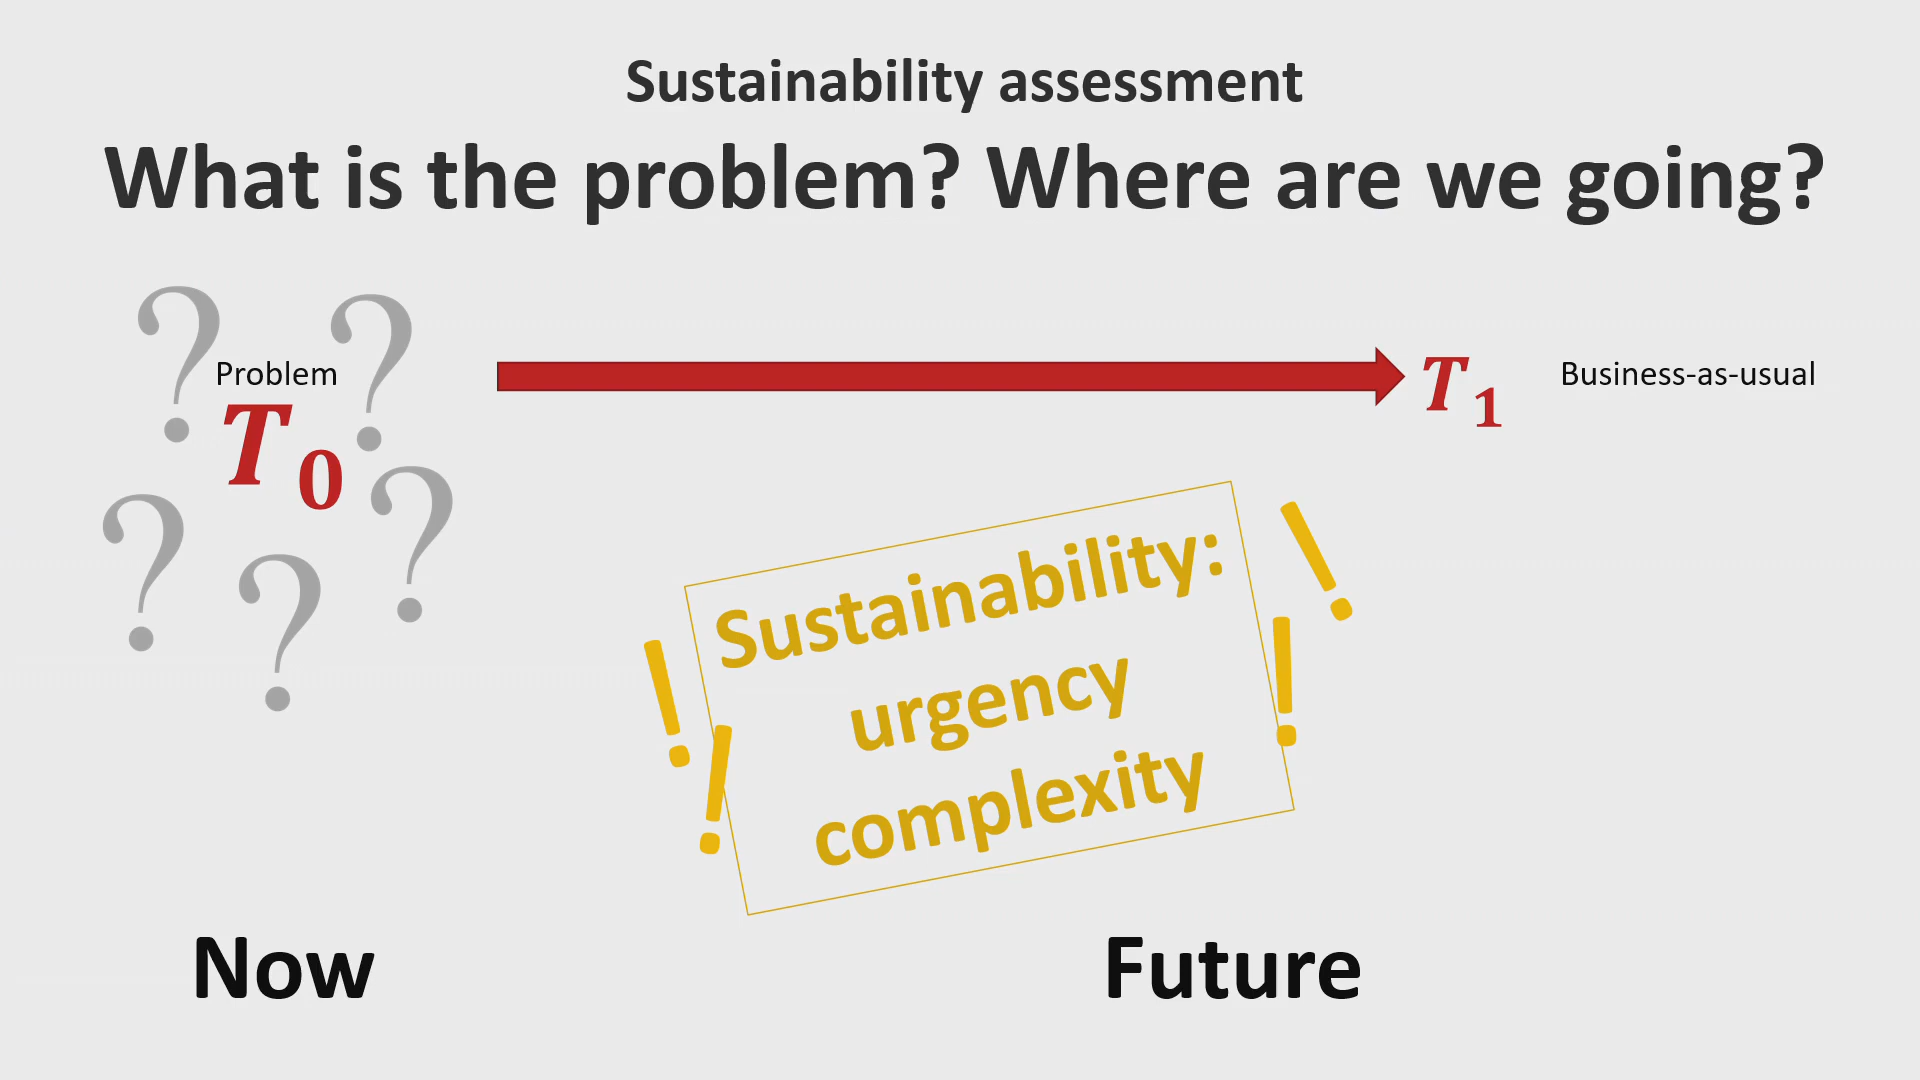 Sustainability assessment
What is the problem? Where are we going?
? ?
Problem
T0
T1
Business-as-usual
? ? ?
Sustainability:
urgency
complexity
! ! ! !
Now
Future